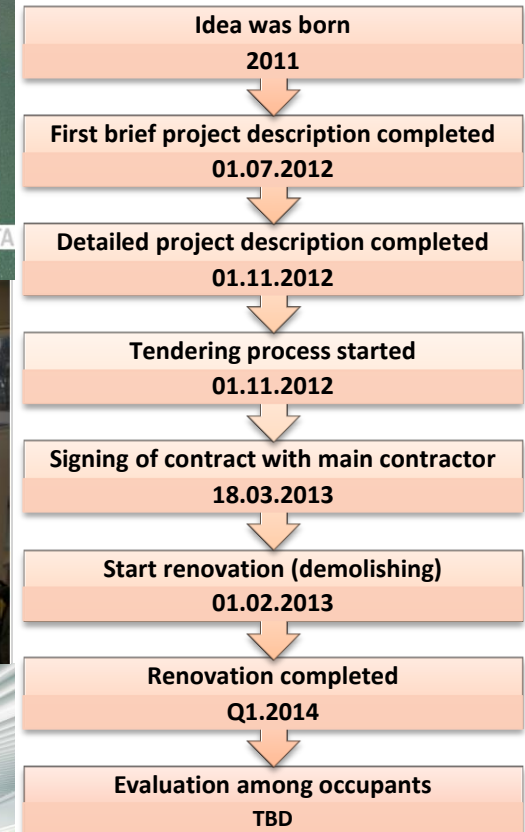 Idea was born
2011
First brief project description completed
01.07.2012
Detailed project description completed
01.11.2012
Tendering process started
01.11.2012
Signing of contract with main contractor
18.03.2013
Start renovation (demolishing)
01.02.2013
Renovation completed
Q1.2014
Evaluation among occupants
TBD